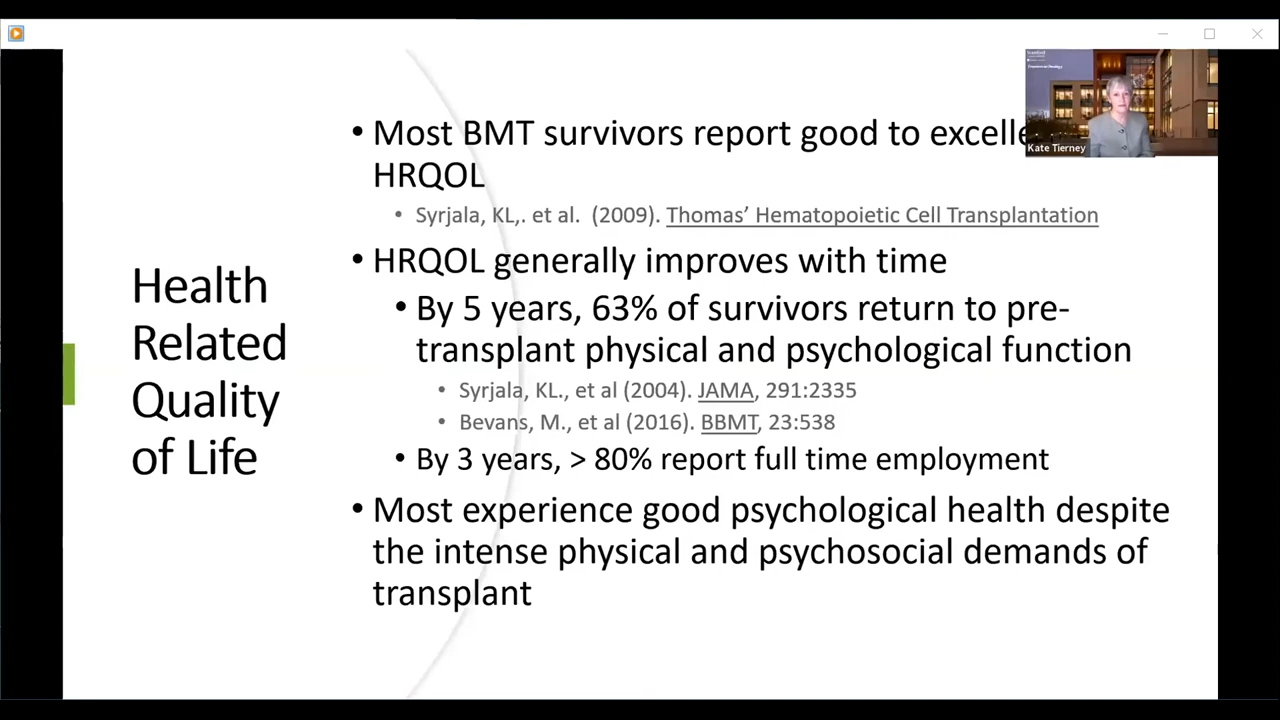 Health
Related
Quality
of Life
• Most BMT survivors report good to
HRQOL
• Syrjala, KL,. et al. (2009). Thomas’ Hematopoietic Cell Transplantation
• HRQOL generally improves with time
• By 5 years, 63% of survivors return to pre-
transplant physical and psychological function
• Syrjala, KL., et al (2004). JAMA, 291:2335
• Bevans, M., et al (2016). BBMT, 23:538
• By 3 years, > 80% report full time employment
• Most experience good psychological health despite
the intense physical and psychosocial demands of
transplant
Kate Tierney